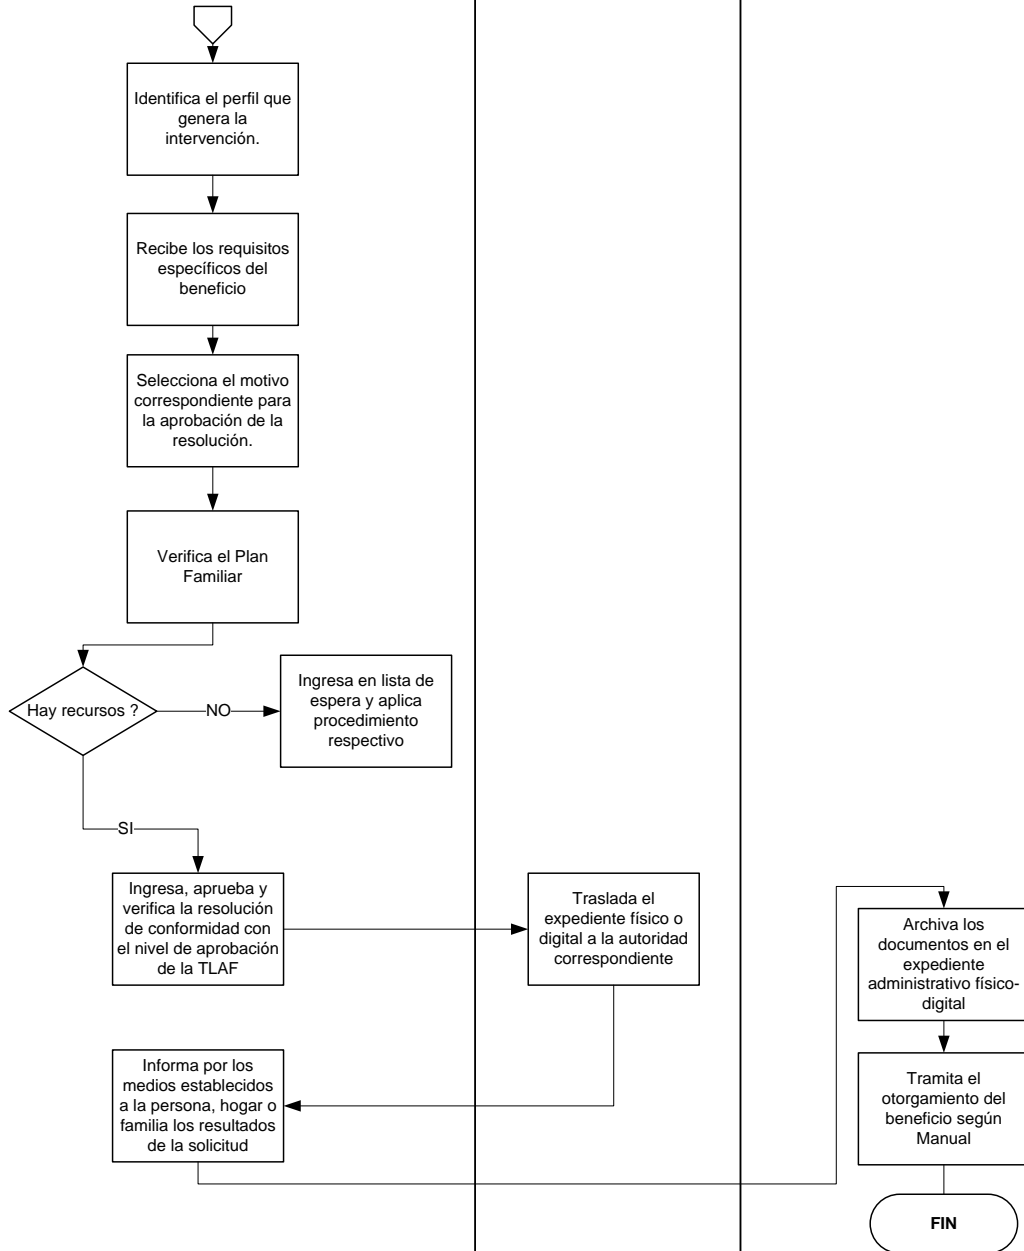 Identifica el perfil que
genera la
intervención.
Recibe los requisitos
específicos del
beneficio
Selecciona el motivo
correspondiente para
la aprobación de la
resolución.
Verifica el Plan
Familiar
Hay recursos ?
NO
Ingresa en lista de
espera y aplica
procedimiento
respectivo
SI
Ingresa, aprueba y
verifica la resolución
de conformidad con
el nivel de aprobación
de la TLAF
Traslada el
expediente físico o
digital a la autoridad
correspondiente
Informa por los
medios establecidos
a la persona, hogar o
familia los resultados
de la solicitud
Archiva los
documentos en el
expediente
administrativo físico-
digital
Tramita el
otorgamiento del
beneficio según
Manual
FIN